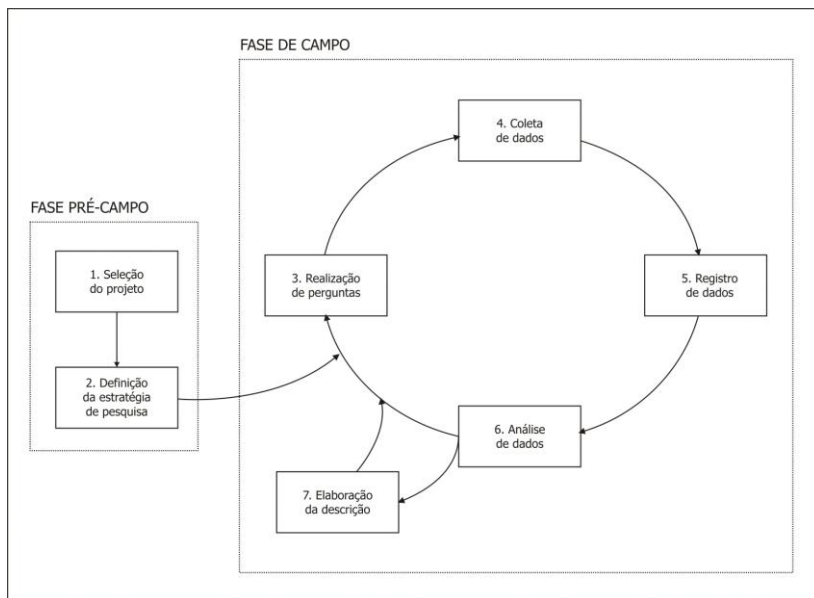 FASE DE CAMPO
4. Coleta
de dados
FASE PRÉ-CAMPO
1. Seleção
do projeto
3. Realização
de perguntas
5. Registro
de dados
2. Definição
da estratégia
de pesquisa
6. Análise
de dados
7. Elaboração
da descrição